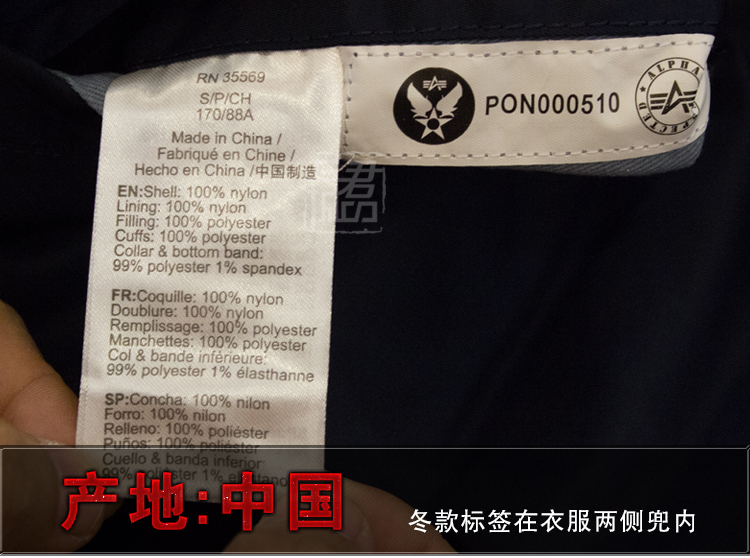 RN 35569
S/P/CH
170/88A
Made in China /
Fabriqué en Chine /
Hecho en China /中国制造
EN:Shell: 100% nylon
Lining: 100% nylon
Filling: 100% polyester
Cuffs: 100% polyester
Collar & bottom band:
99% polyester 1% spandex
FR:Coquille: 100% nylon
Doublure: 100% nylon
Remplissage: 100% polyester
Manchettes: 100% polyester
Col & bande inférieure:
99% polyester 1% élasthanne
SP:Concha: 100% nilon
Forro: 100% nilon
Relleno: 100% poliéster
Puños: 100% poliéster
Cuello & banda inferior
99% poliéster 1%
PON000510
ALPHA
产地:中国
冬款标签在衣服两侧兜内